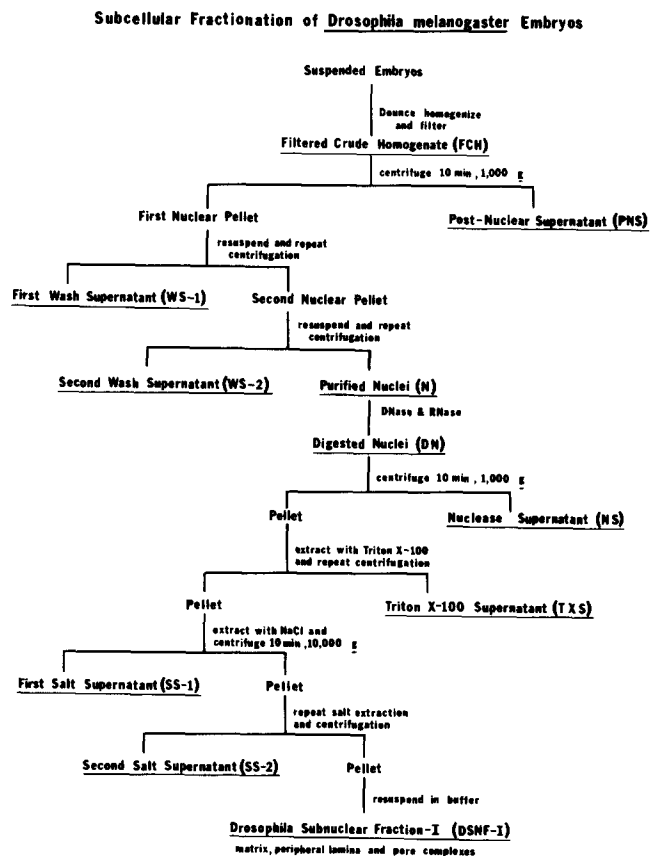 Subcellular Fractionation of Drosophila melanogaster Embryos
Suspended Embryos
Dounce homogenize
and filter
Filtered Crude Homogenate (FCH)
centrifuge 10 min, 1,000 g
First Nuclear Pellet
Post-Nuclear Supernatant (PNS)
resuspend and repeat
centrifugation
First Wash Supernatant (WS-1)
Second Nuclear Pellet
resuspend and repeat
centrifugation
Second Wash Supernatant (WS-2)
Purified Nuclei (N)
DNase & RNase
Digested Nuclei (DN)
centrifuge 10 min, 1,000 g
Pellet
Nuclease Supernatant (NS)
extract with Triton X-100
and repeat centrifugation
Pellet
Triton X-100 Supernatant (TXS)
extract with NaCl and
centrifuge 10 min, 10,000 g
First Salt Supernatant (SS-1)
Pellet
repeat salt extraction
and centrifugation
Second Salt Supernatant (SS-2)
Pellet
resuspend in buffer
Drosophila Subnuclear Fraction-I (DSNF-I)
matrix, peripheral lamina and pore complexes